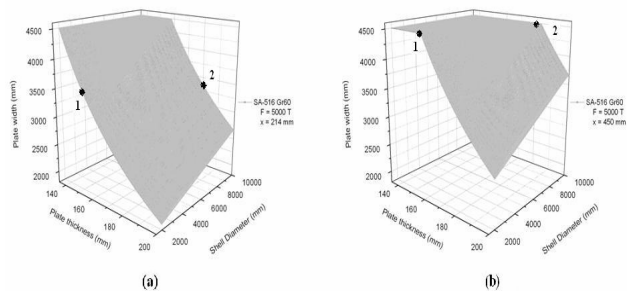 4500
4000
3500
3000
2500
2000
Plate width (mm)
1
2
SA-516 Gr60
F = 5000 T
x = 214 mm
140
160
180
200
Plate thickness (mm)
2000
4000
6000
8000
10000
Shell Diameter (mm)
(a)
4500
4000
3500
3000
2500
2000
Plate width (mm)
1
2
SA-516 Gr60
F = 5000 T
x = 450 mm
140
160
180
200
Plate thickness (mm)
2000
4000
6000
8000
10000
Shell Diameter (mm)
(b)